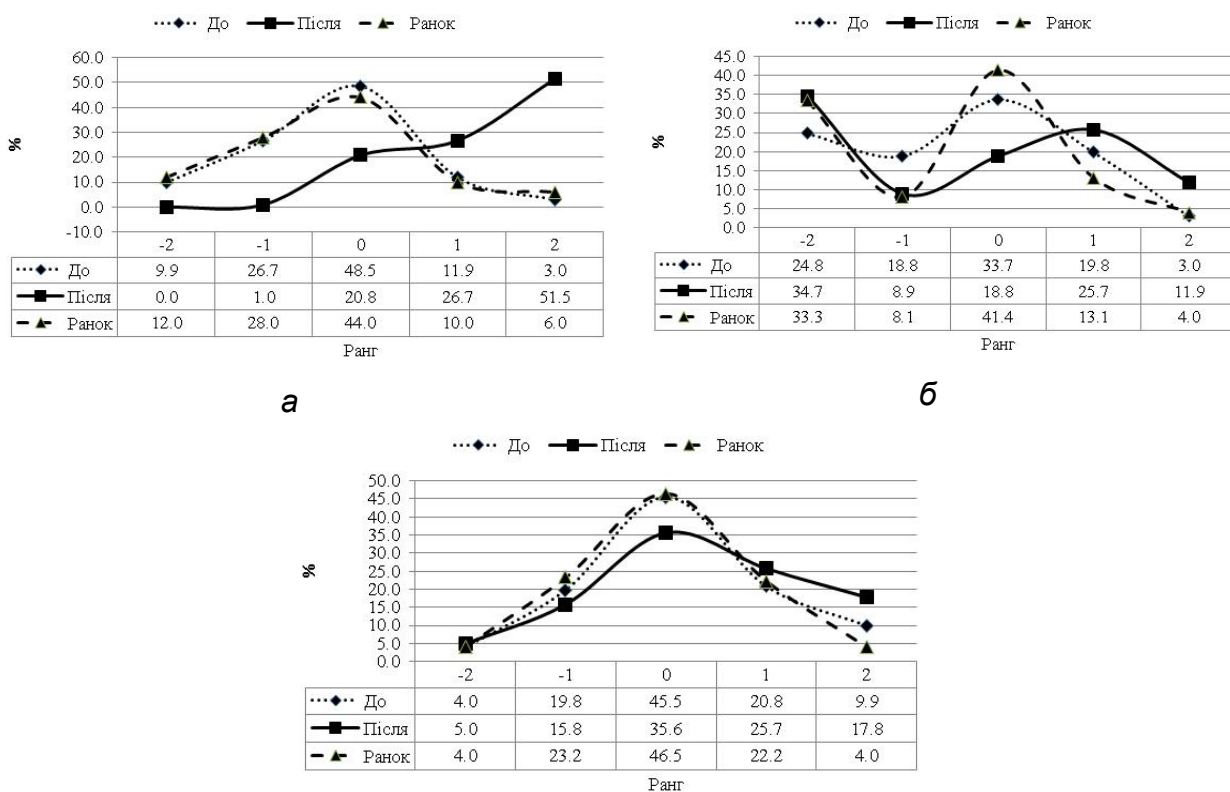 До Після Ранок
60.0
50.0
40.0
30.0
20.0
10.0
0.0
-10.0
%
-2 -1 0 1 2
До 9.9 26.7 48.5 11.9 3.0
Після 0.0 1.0 20.8 26.7 51.5
Ранок 12.0 28.0 44.0 10.0 6.0
Ранг
а
До Після Ранок
45.0
40.0
35.0
30.0
25.0
20.0
15.0
10.0
5.0
0.0
%
-2 -1 0 1 2
До 24.8 18.8 33.7 19.8 3.0
Після 34.7 8.9 18.8 25.7 11.9
Ранок 33.3 8.1 41.4 13.1 4.0
Ранг
б
До Після Ранок
50.0
45.0
40.0
35.0
30.0
25.0
20.0
15.0
10.0
5.0
0.0
%
-2 -1 0 1 2
До 4.0 19.8 45.5 20.8 9.9
Після 5.0 15.8 35.6 25.7 17.8
Ранок 4.0 23.2 46.5 22.2 4.0
Ранг